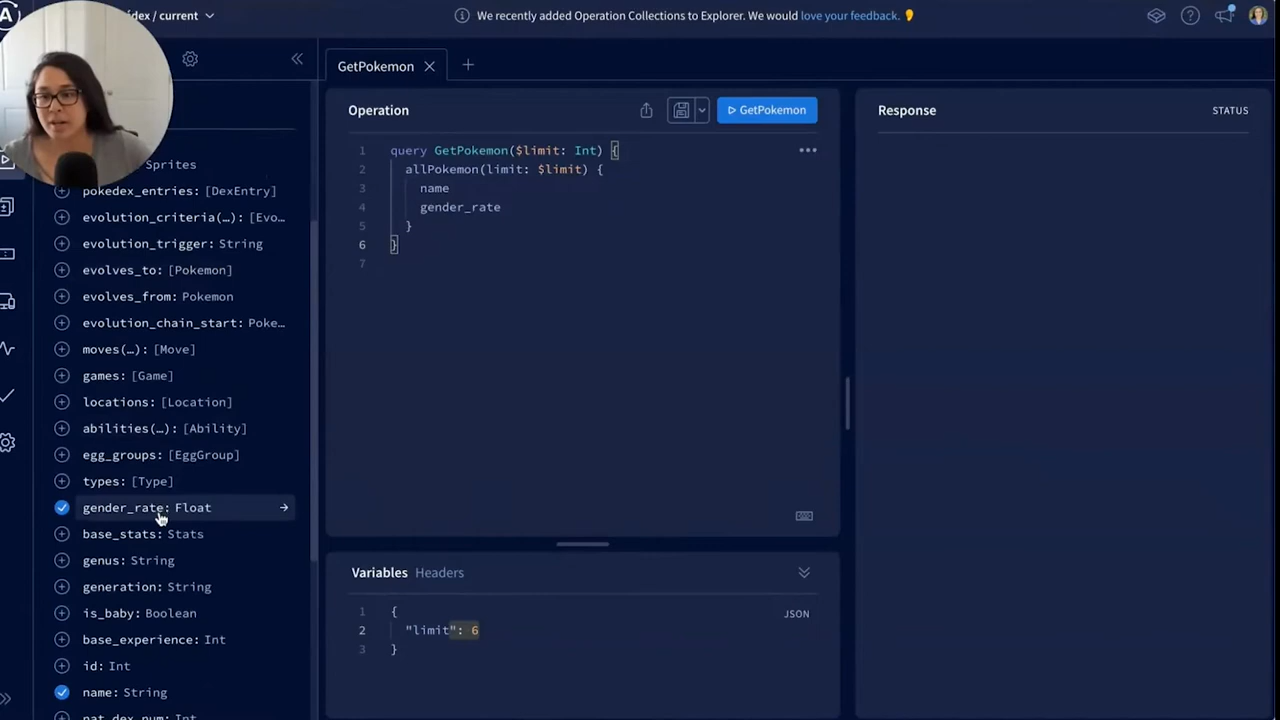 dex / current
We recently added Operation Collections to Explorer. We would love your feedback.
GetPokemon
Operation
GetPokemon
1 query GetPokemon($limit: Int) {
2 allPokemon(limit: $limit) {
3 name
4 gender_rate
5 }
6 }
7
Response
STATUS
Sprites
pokedex_entries: [DexEntry]
evolution_criteria(…): [Evo…
evolution_trigger: String
evolves_to: [Pokemon]
evolves_from: Pokemon
evolution_chain_start: Poke…
moves(…): [Move]
games: [Game]
locations: [Location]
abilities(…): [Ability]
egg_groups: [EggGroup]
types: [Type]
gender_rate: Float
base_stats: Stats
genus: String
generation: String
is_baby: Boolean
base_experience: Int
id: Int
name: String
nat_dex_num: Int
Variables Headers
JSON
1 {
2 "limit": 6
3 }